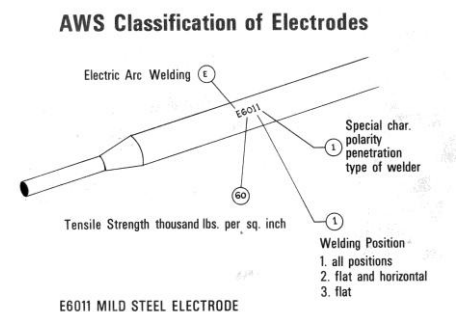 AWS Classification of Electrodes
Electric Arc Welding E
E6011
1 Special char.
polarity
penetration
type of welder
60
Tensile Strength thousand lbs. per sq. inch
1
Welding Position
1. all positions
2. flat and horizontal
3. flat
E6011 MILD STEEL ELECTRODE